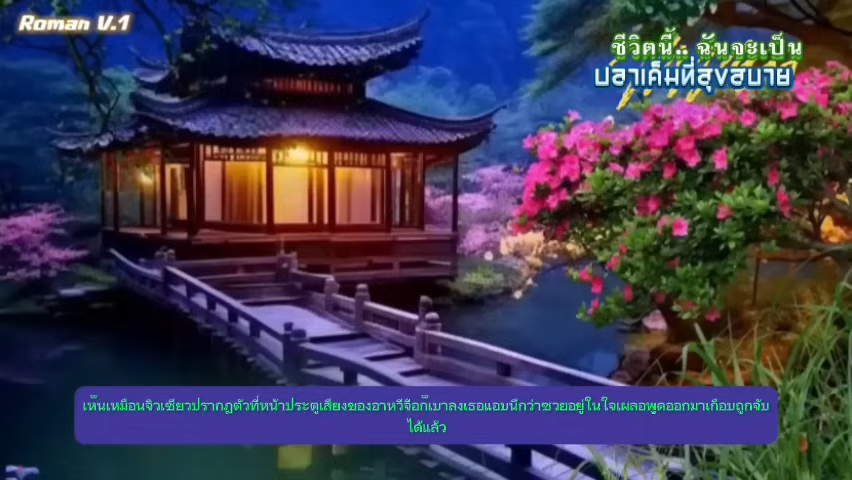 Roman V.1
ชีวิตนี้.. ฉันจะเป็น
ปลาเค็มที่สุขสบาย
เห็นเหมือนจิวเซียวปรากฏตัวที่หน้าประตูเสียงของอาหวีจือก็เบาลงเธอแอบนึกว่าซวยอยู่ในใจเผลอพูดออกมาเกือบถูกจับ
ได้แล้ว